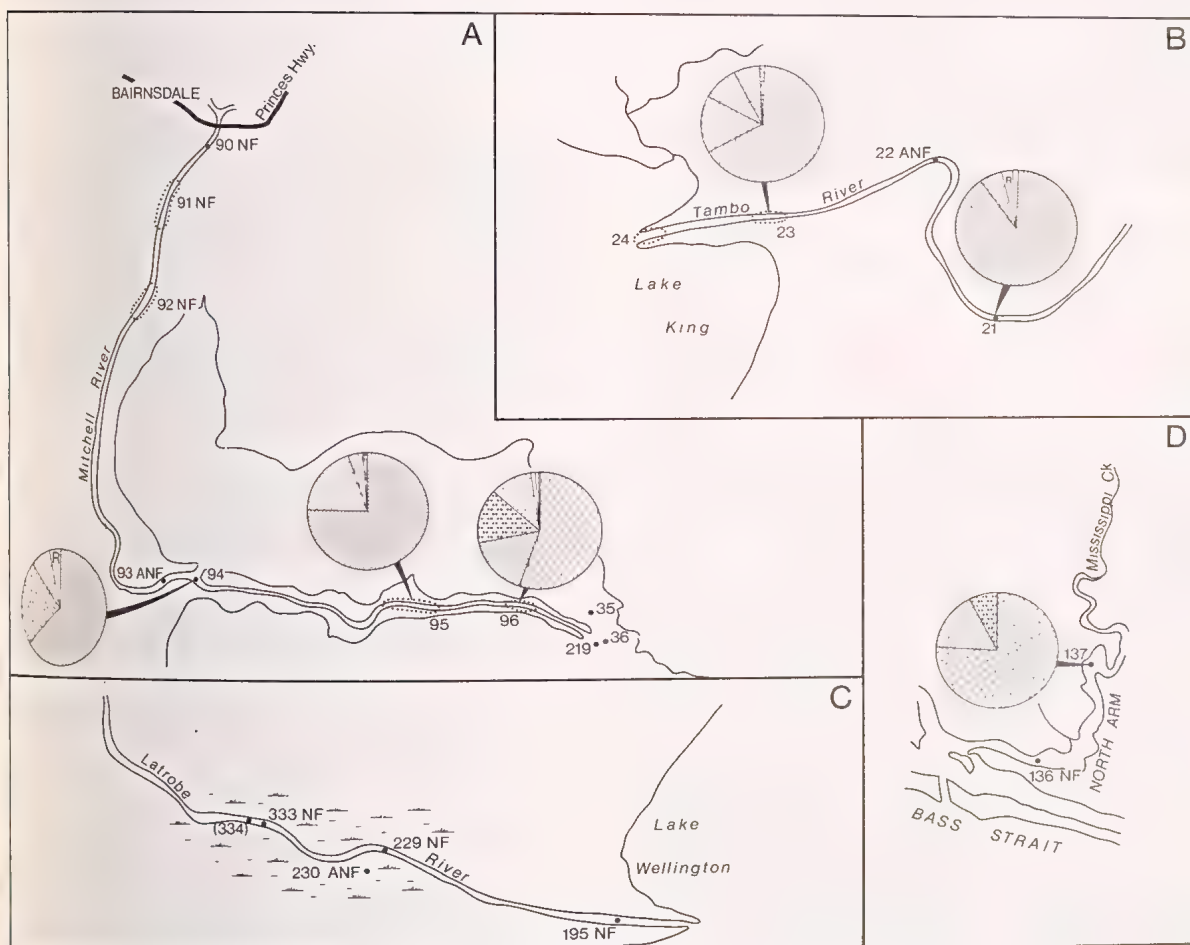 A
BAIRNSDALE
Princes Hwy.
90 NF
91 NF
92 NF
Mitchell River
93 ANF
94
R
95
96
35
36
219
B
22 ANF
Tambo River
R
24
23
21
Lake
King
C
Latrobe River
333 NF
(334)
229 NF
230 ANF
Lake
Wellington
195 NF
D
Mississippi Ck
137
NORTH ARM
136 NF
BASS STRAIT